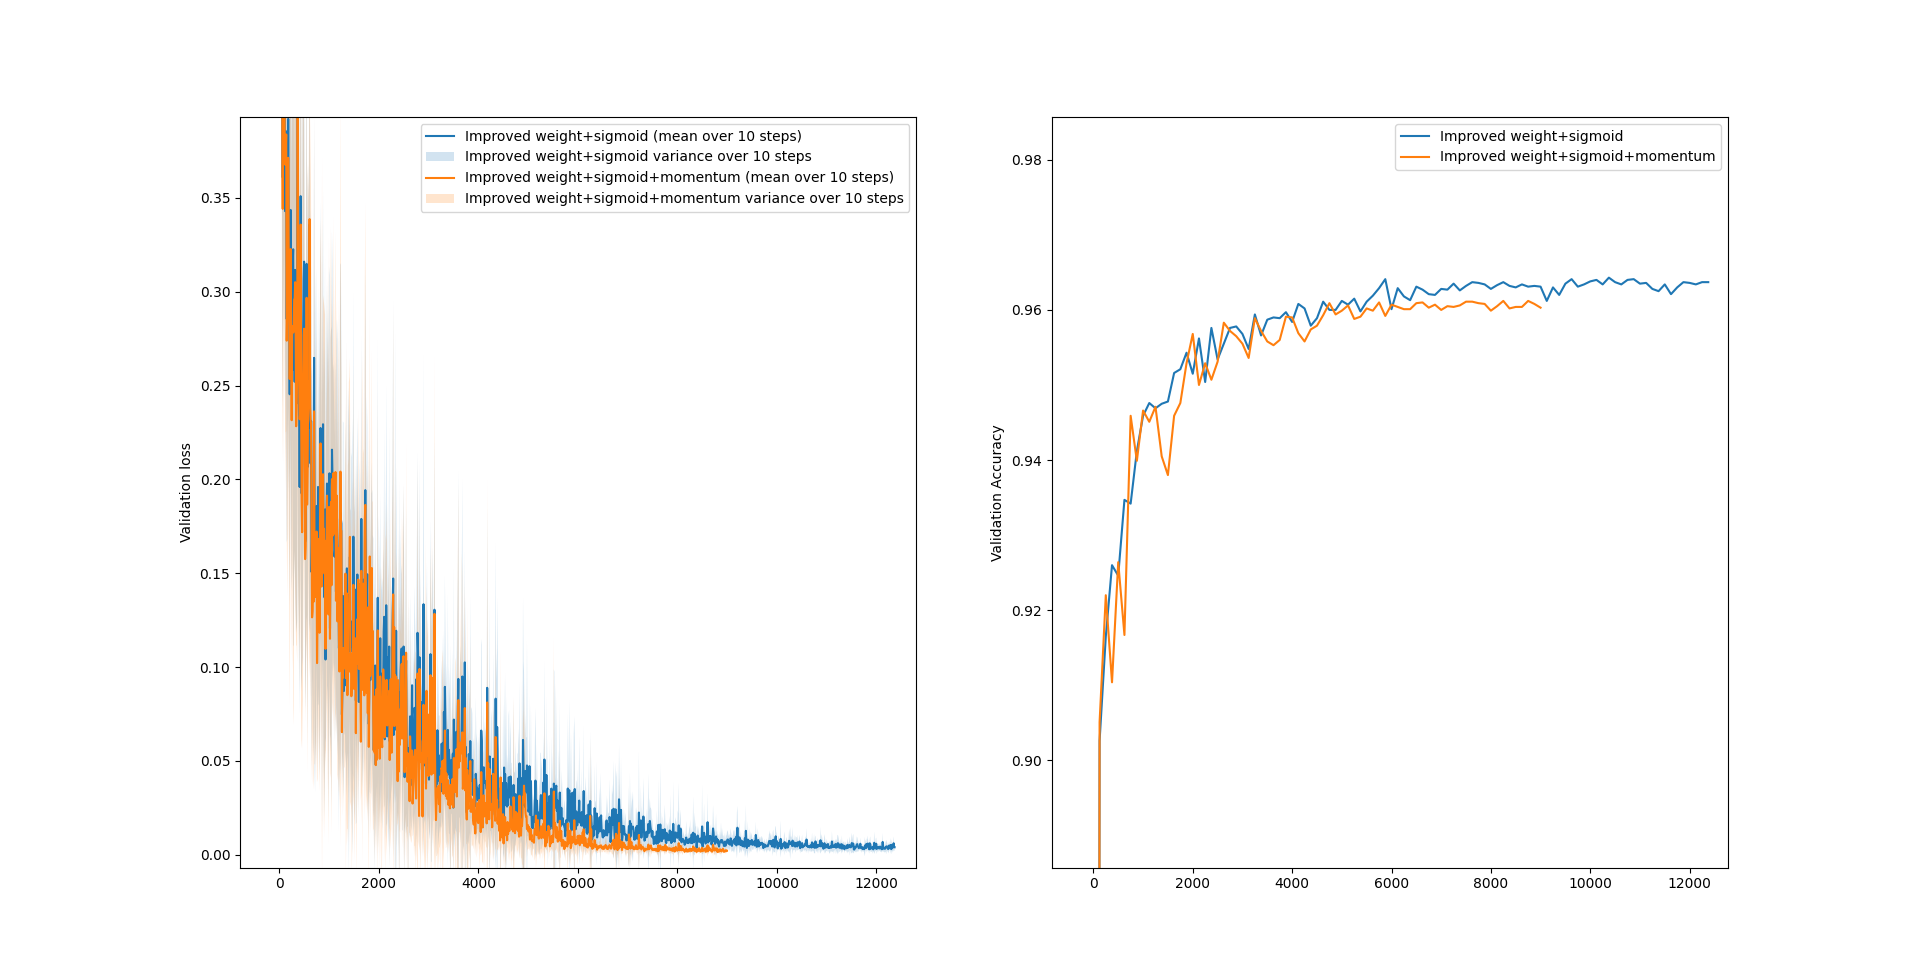 Validation loss
0.35
0.30
0.25
0.20
0.15
0.10
0.05
0.00
0 2000 4000 6000 8000 10000 12000
Improved weight+sigmoid (mean over 10 steps)
Improved weight+sigmoid variance over 10 steps
Improved weight+sigmoid+momentum (mean over 10 steps)
Improved weight+sigmoid+momentum variance over 10 steps
Validation Accuracy
0.98
0.96
0.94
0.92
0.90
0 2000 4000 6000 8000 10000 12000
Improved weight+sigmoid
Improved weight+sigmoid+momentum